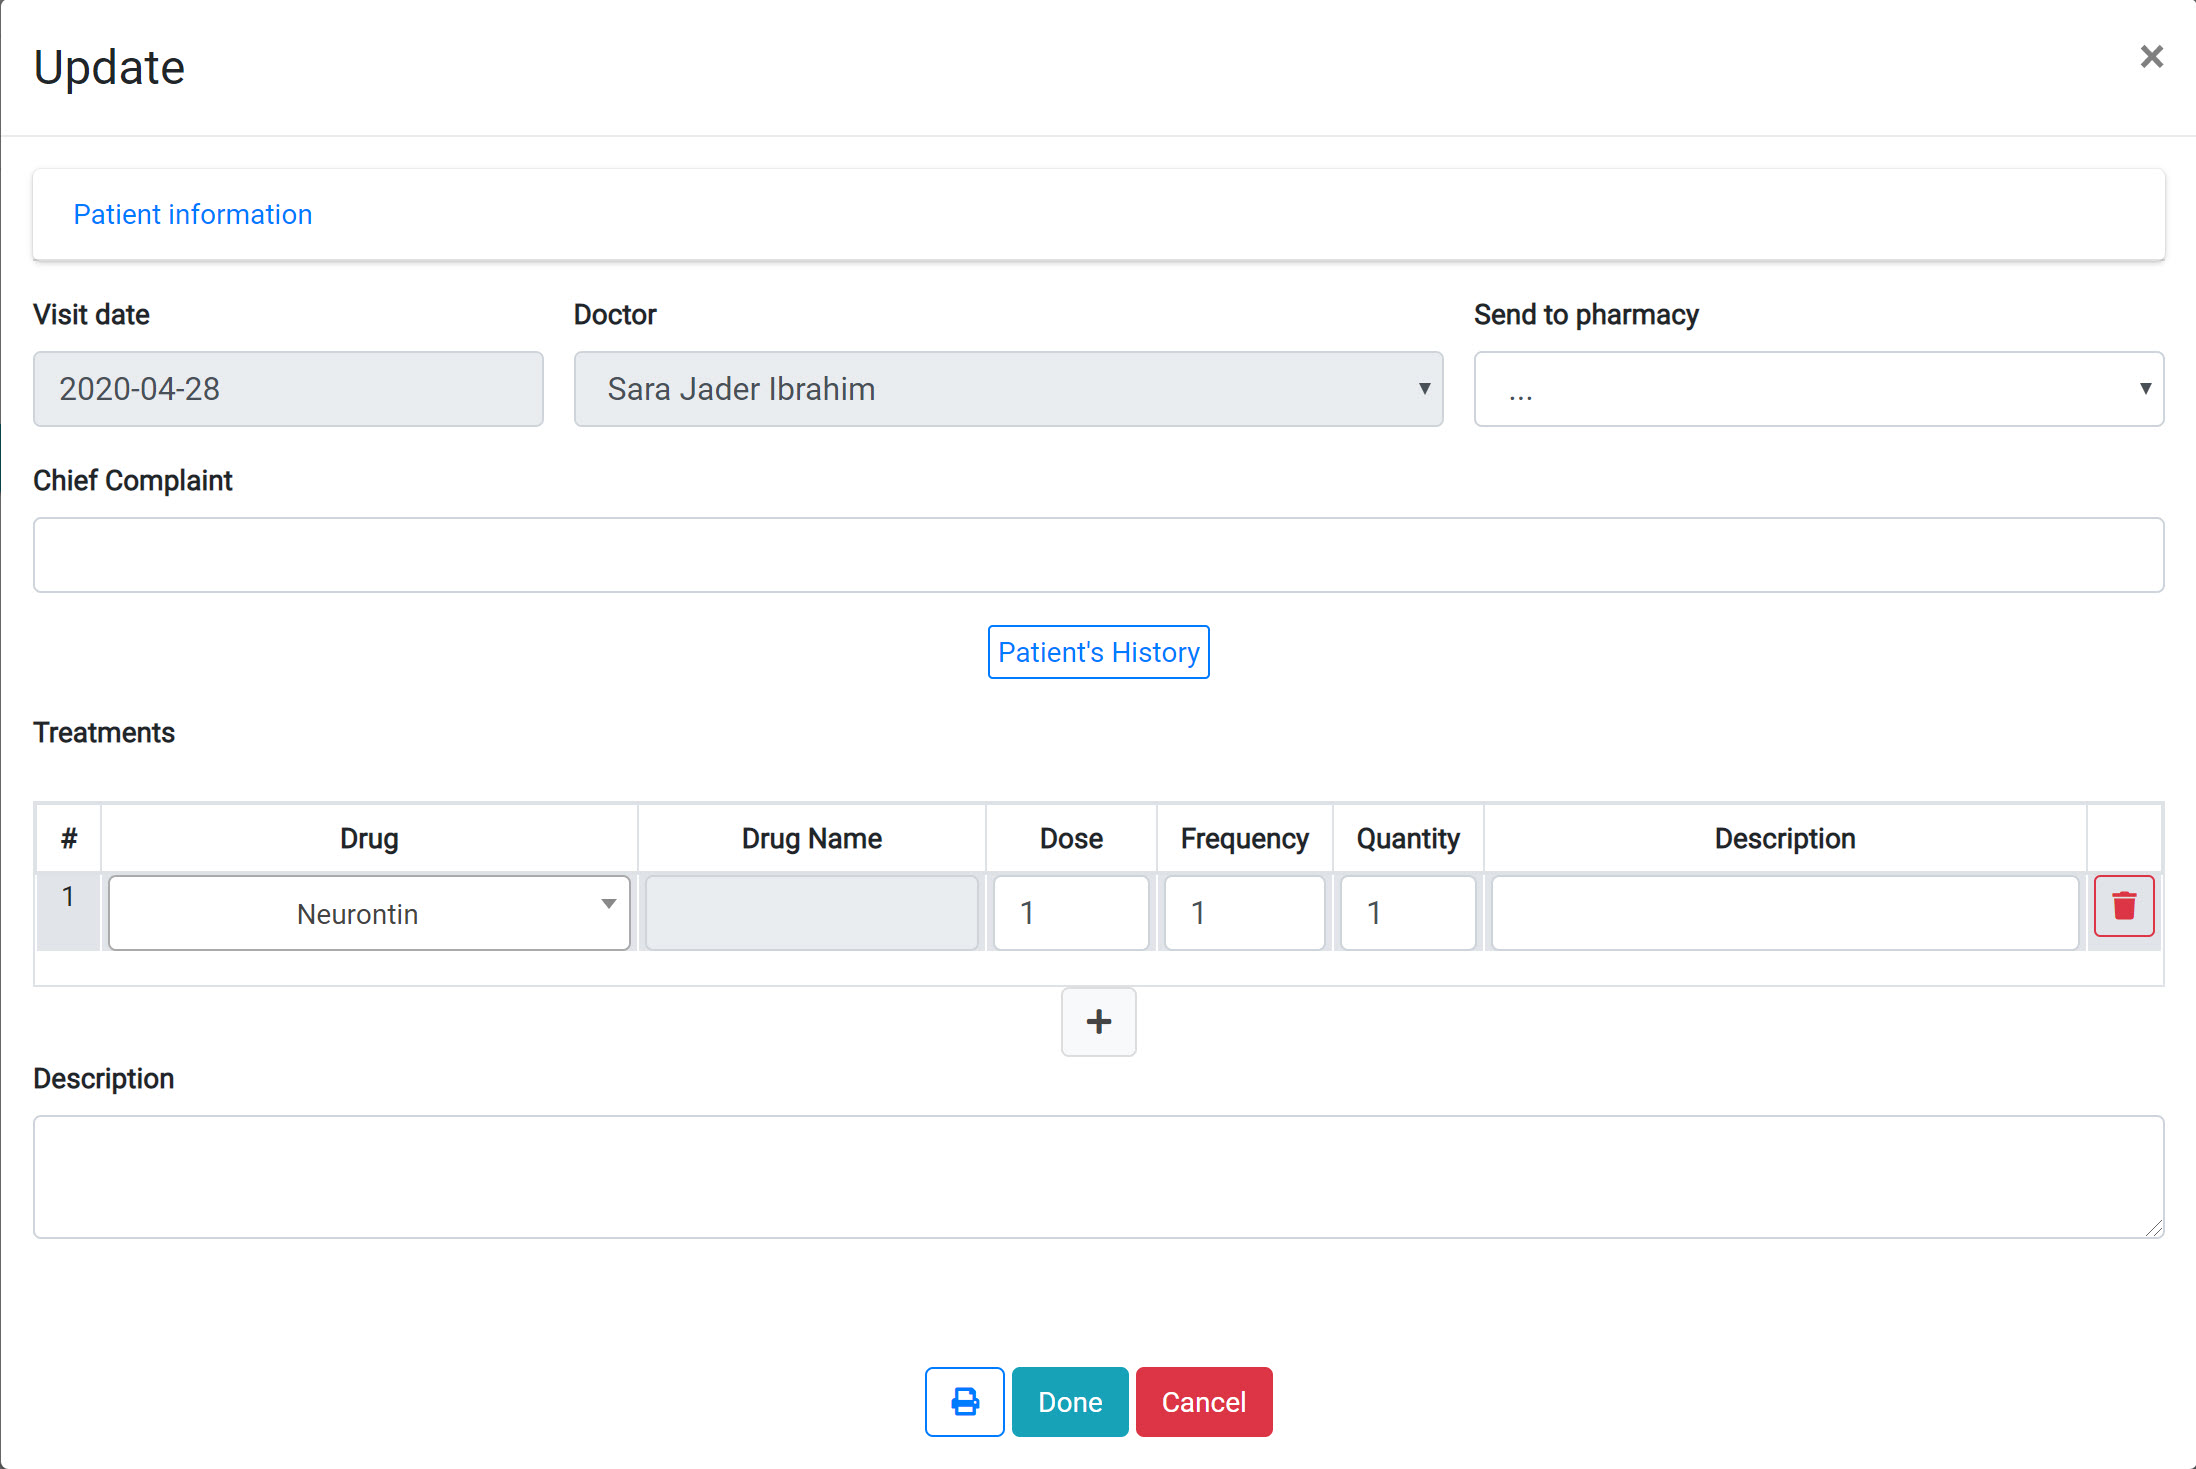 Update
×
Patient information
Visit date Doctor Send to pharmacy
2020-04-28 Sara Jader Ibrahim ...
Chief Complaint
Patient's History
Treatments
# Drug Drug Name Dose Frequency Quantity Description
1 Neurontin 1 1 1
+
Description
Done Cancel